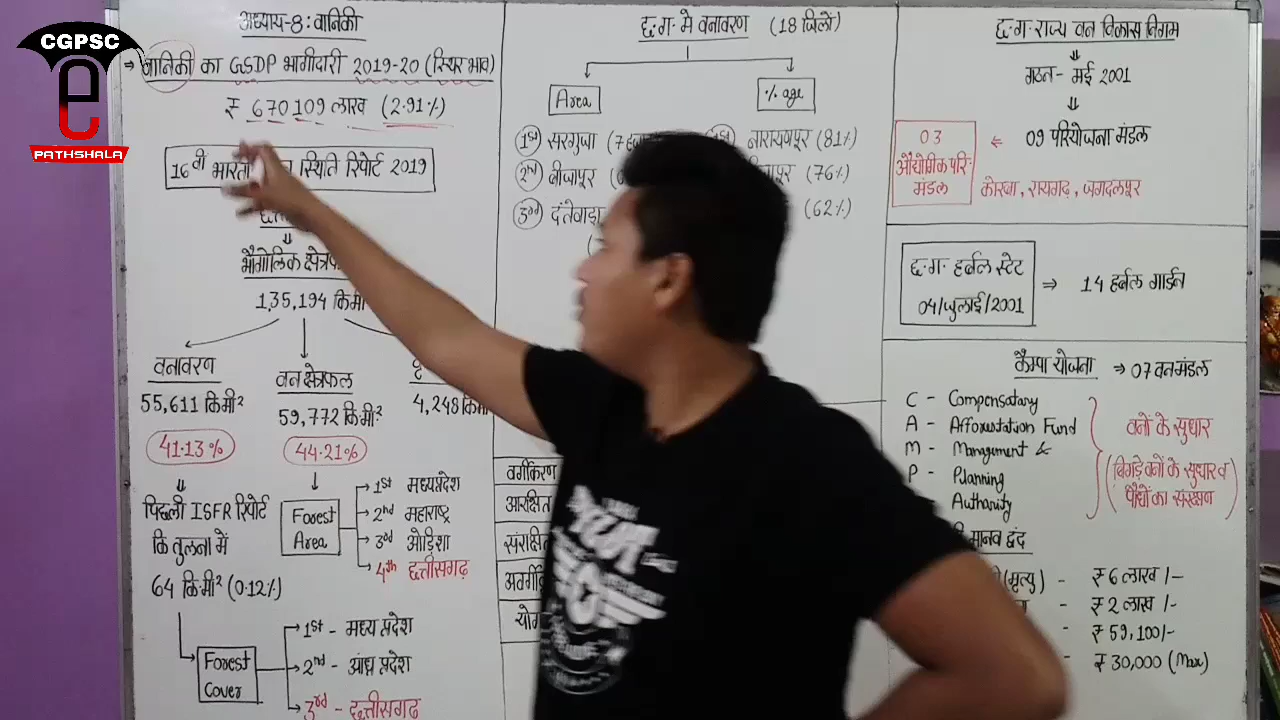 CGPSC
e
PATHSHALA
अध्याय-8: वानिकी
→ वानिकी का GSDP भागीदारी 2019-20 (स्थिर भाव)
₹ 670109 लाख (2.91%)
16वी स्थिति रिपोर्ट 2019
⇓
भौगोलिक
135,194 किमी
वनावरण
55,611 किमी²
41.13%
⇓
पिछली ISFR रिपोर्ट
कि तुलना में
64 किमी² (0.12%)
वन क्षेत्रफल
59,772 किमी²
44.21%
4,248 किमी
Forest Area
1st मध्यप्रदेश
2nd महाराष्ट्र
3rd ओड़िशा
4th छत्तीसगढ़
Forest Cover
1st - मध्य प्रदेश
2nd - आंध्र प्रदेश
3rd - छत्तीसगढ़
छ.ग. मे वनावरण (18 जिले)
Area
% age
1st सरगुजा
2nd बीजापुर
3rd दंतेवाड़ा
नारायणपुर (81%)
(76%)
(62%)
वर्गीकरण
आरक्षित
छ.ग. राज्य वन विकास निगम
⇓
गठन - मई 2001
⇓
09 परियोजना मंडल
03
औद्योगिक परि.
मंडल
कोरबा, रायगढ़, जगदलपुर
छ.ग. हर्बल स्टेट
04/जुलाई/2001
⇒ 14 हर्बल गार्डन
कैम्पा योजना → 07 वनमंडल
C - Compensatary
A - Afforestation Fund
M - Management &
P - Planning
Authority
वनों के सुधार
(बिगड़े वनों के सुधार व
पौधों का संरक्षण)
मानव द्वंद
(मृत्यु) - ₹ 6 लाख /-
- ₹ 2 लाख /-
- ₹ 59,100/-
- ₹ 30,000 (Max)